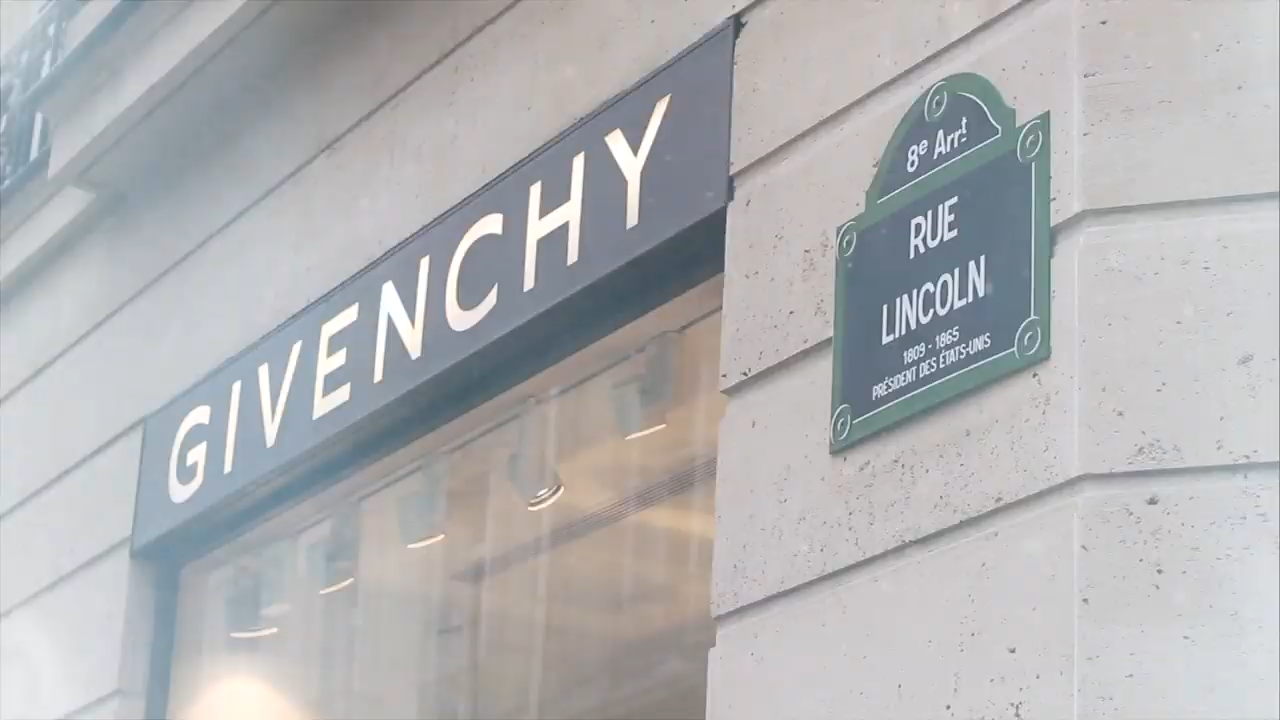 GIVENCHY
8e Arrt
RUE
LINCOLN
1809 - 1865
PRÉSIDENT DES ÉTATS-UNIS